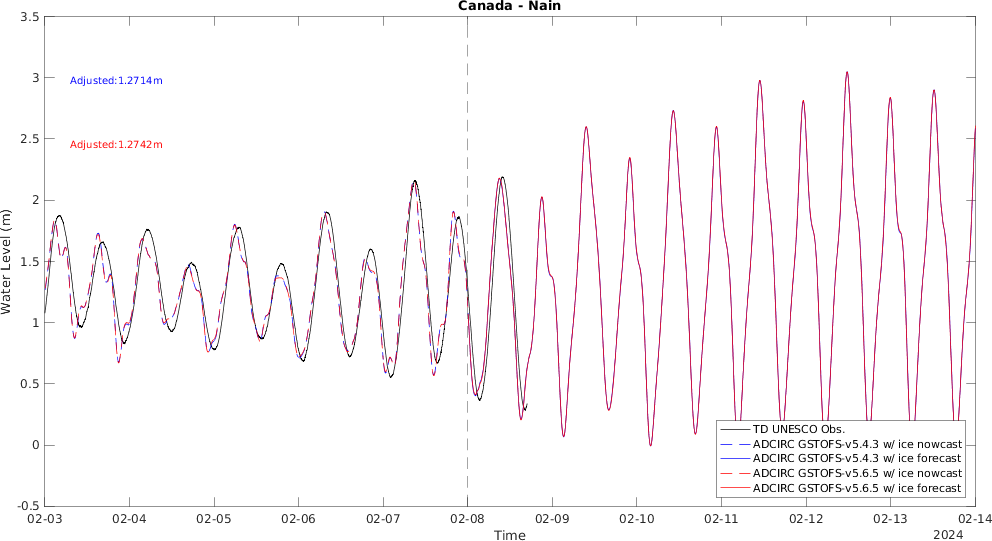 Canada - Nain
3.5
3
2.5
2
1.5
1
0.5
0
-0.5
Water Level (m)
Adjusted:1.2714m
Adjusted:1.2742m
TD UNESCO Obs.
ADCIRC GSTOFS-v5.4.3 w/ ice nowcast
ADCIRC GSTOFS-v5.4.3 w/ ice forecast
ADCIRC GSTOFS-v5.6.5 w/ ice nowcast
ADCIRC GSTOFS-v5.6.5 w/ ice forecast
02-03 02-04 02-05 02-06 02-07 02-08 02-09 02-10 02-11 02-12 02-13 02-14
Time
2024